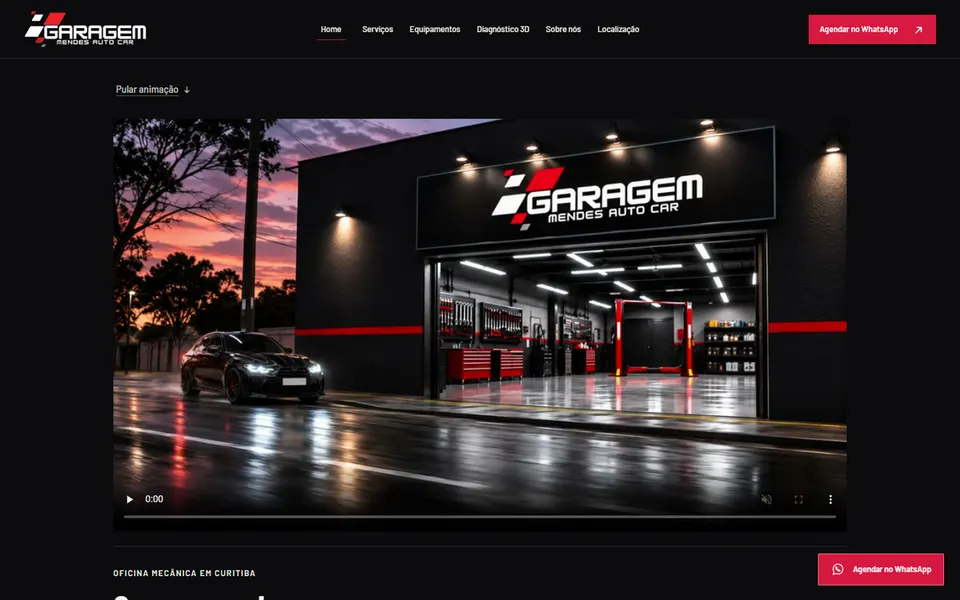 GARAGEM
MENDES AUTO CAR
Home
Serviços
Equipamentos
Diagnóstico 3D
Sobre nós
Localização
Agendar no WhatsApp
Pular animação ↓
GARAGEM
MENDES AUTO CAR
0:00
OFICINA MECÂNICA EM CURITIBA
Agendar no WhatsApp